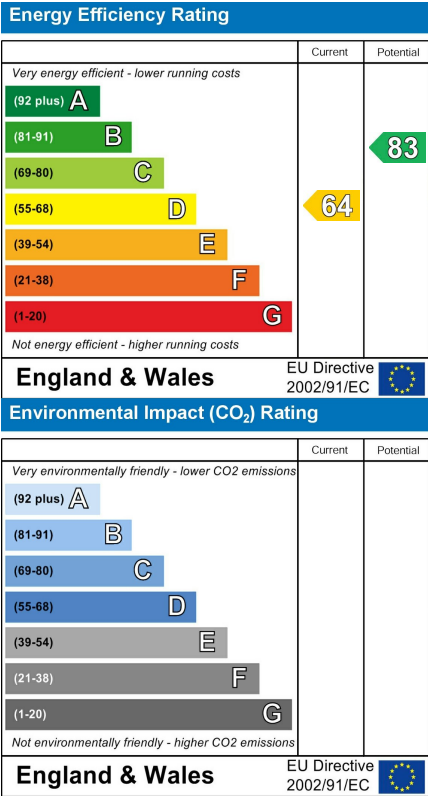 Energy Efficiency Rating
Current Potential
Very energy efficient - lower running costs
(92 plus) A
(81-91) B
83
(69-80) C
(55-68) D
64
(39-54) E
(21-38) F
(1-20) G
Not energy efficient - higher running costs
England & Wales
EU Directive
2002/91/EC
Environmental Impact (CO₂) Rating
Current Potential
Very environmentally friendly - lower CO2 emissions
(92 plus) A
(81-91) B
(69-80) C
(55-68) D
(39-54) E
(21-38) F
(1-20) G
Not environmentally friendly - higher CO2 emissions
England & Wales
EU Directive
2002/91/EC